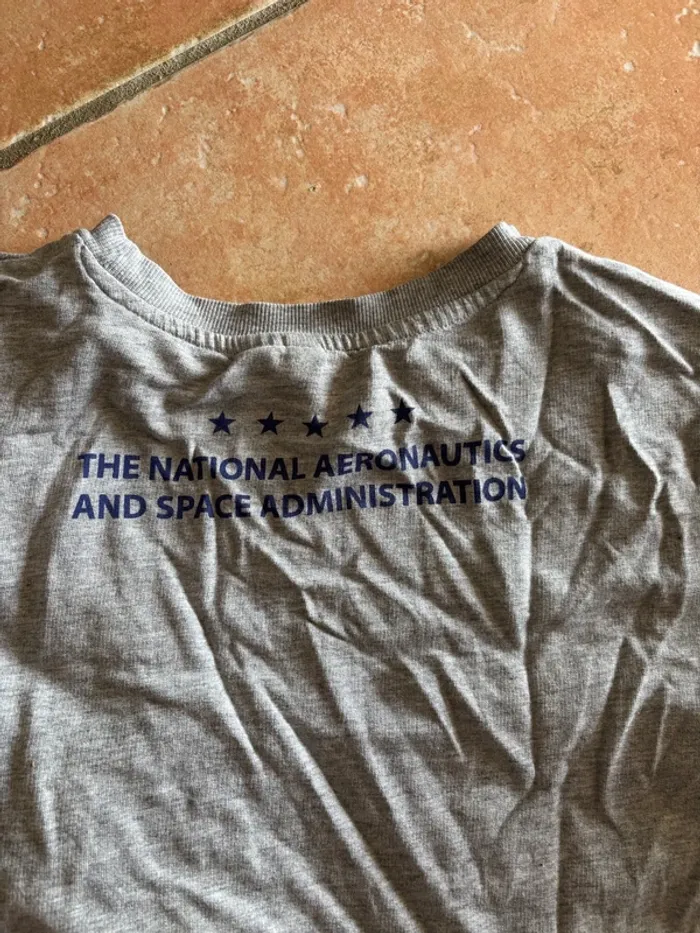 THE NATIONAL AERONAUTICS
AND SPACE ADMINISTRATION